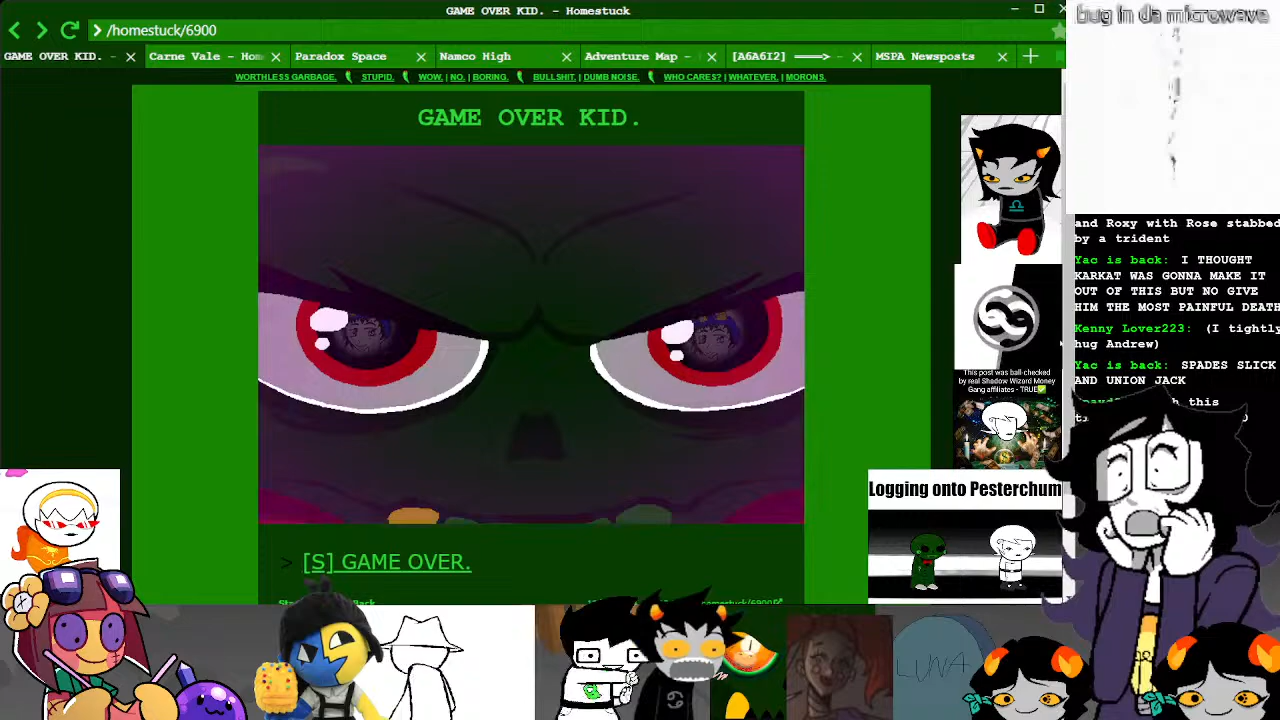 GAME OVER KID. - Homestuck
/homestuck/6900
GAME OVER KID. -
Carne Vale - Hom
Paradox Space
Namco High
Adventure Map -
[A6A6I2] ===> -
MSPA Newsposts
WORTHLESS GARBAGE. STUPID. WOW. | NO. | BORING. BULLSHIT. | DUMB NOISE. WHO CARES? | WHATEVER. | MORONS.
GAME OVER KID.
> [S] GAME OVER.
Back
homestuck/6900
bug in da microwave
and Roxy with Rose stabbed
by a trident
Yac is back: I THOUGHT
KARKAT WAS GONNA MAKE IT
OUT OF THIS BUT NO GIVE
HIM THE MOST PAINFUL DEATH
Kenny Lover223: (I tightly
hug Andrew)
Yac is back: SPADES SLICK
AND UNION JACK
this
This post was ball-checked
by real Shadow Wizard Money
Gang affiliates - TRUE✅
Logging onto Pesterchum
LUNA